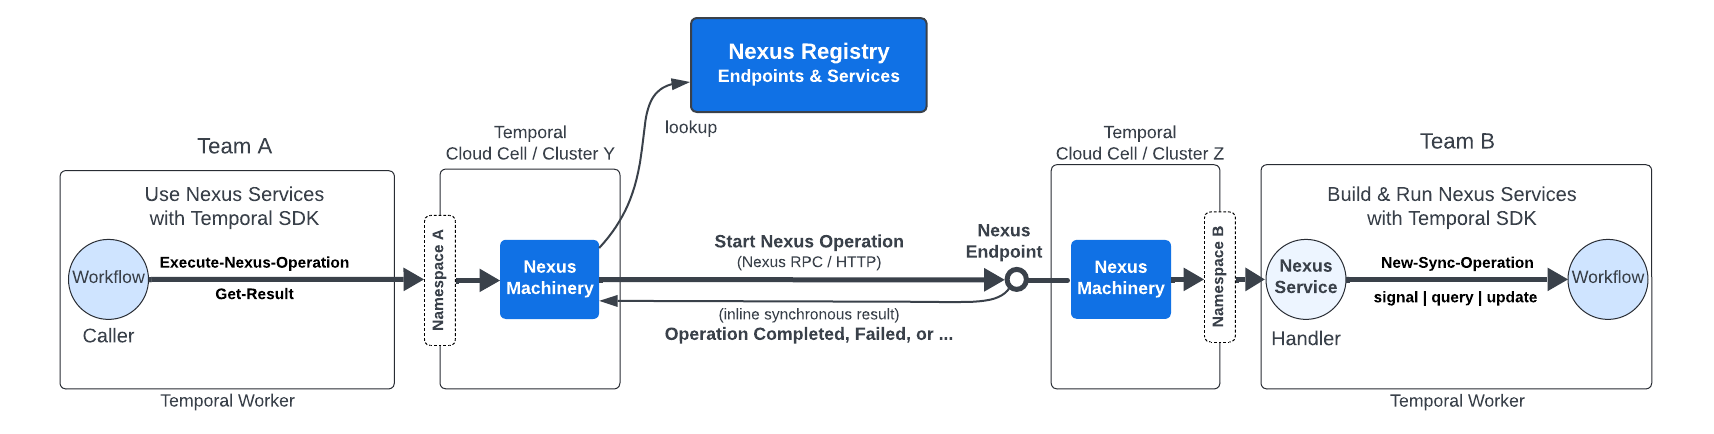 Nexus Registry
Endpoints & Services
lookup
Team A
Use Nexus Services
with Temporal SDK
Workflow
Execute-Nexus-Operation
Get-Result
Caller
Temporal Worker
Temporal
Cloud Cell / Cluster Y
Namespace A
Nexus
Machinery
Start Nexus Operation
(Nexus RPC / HTTP)
(inline synchronous result)
Operation Completed, Failed, or ...
Nexus
Endpoint
Temporal
Cloud Cell / Cluster Z
Nexus
Machinery
Namespace B
Team B
Build & Run Nexus Services
with Temporal SDK
Nexus
Service
Handler
New-Sync-Operation
signal | query | update
Workflow
Temporal Worker